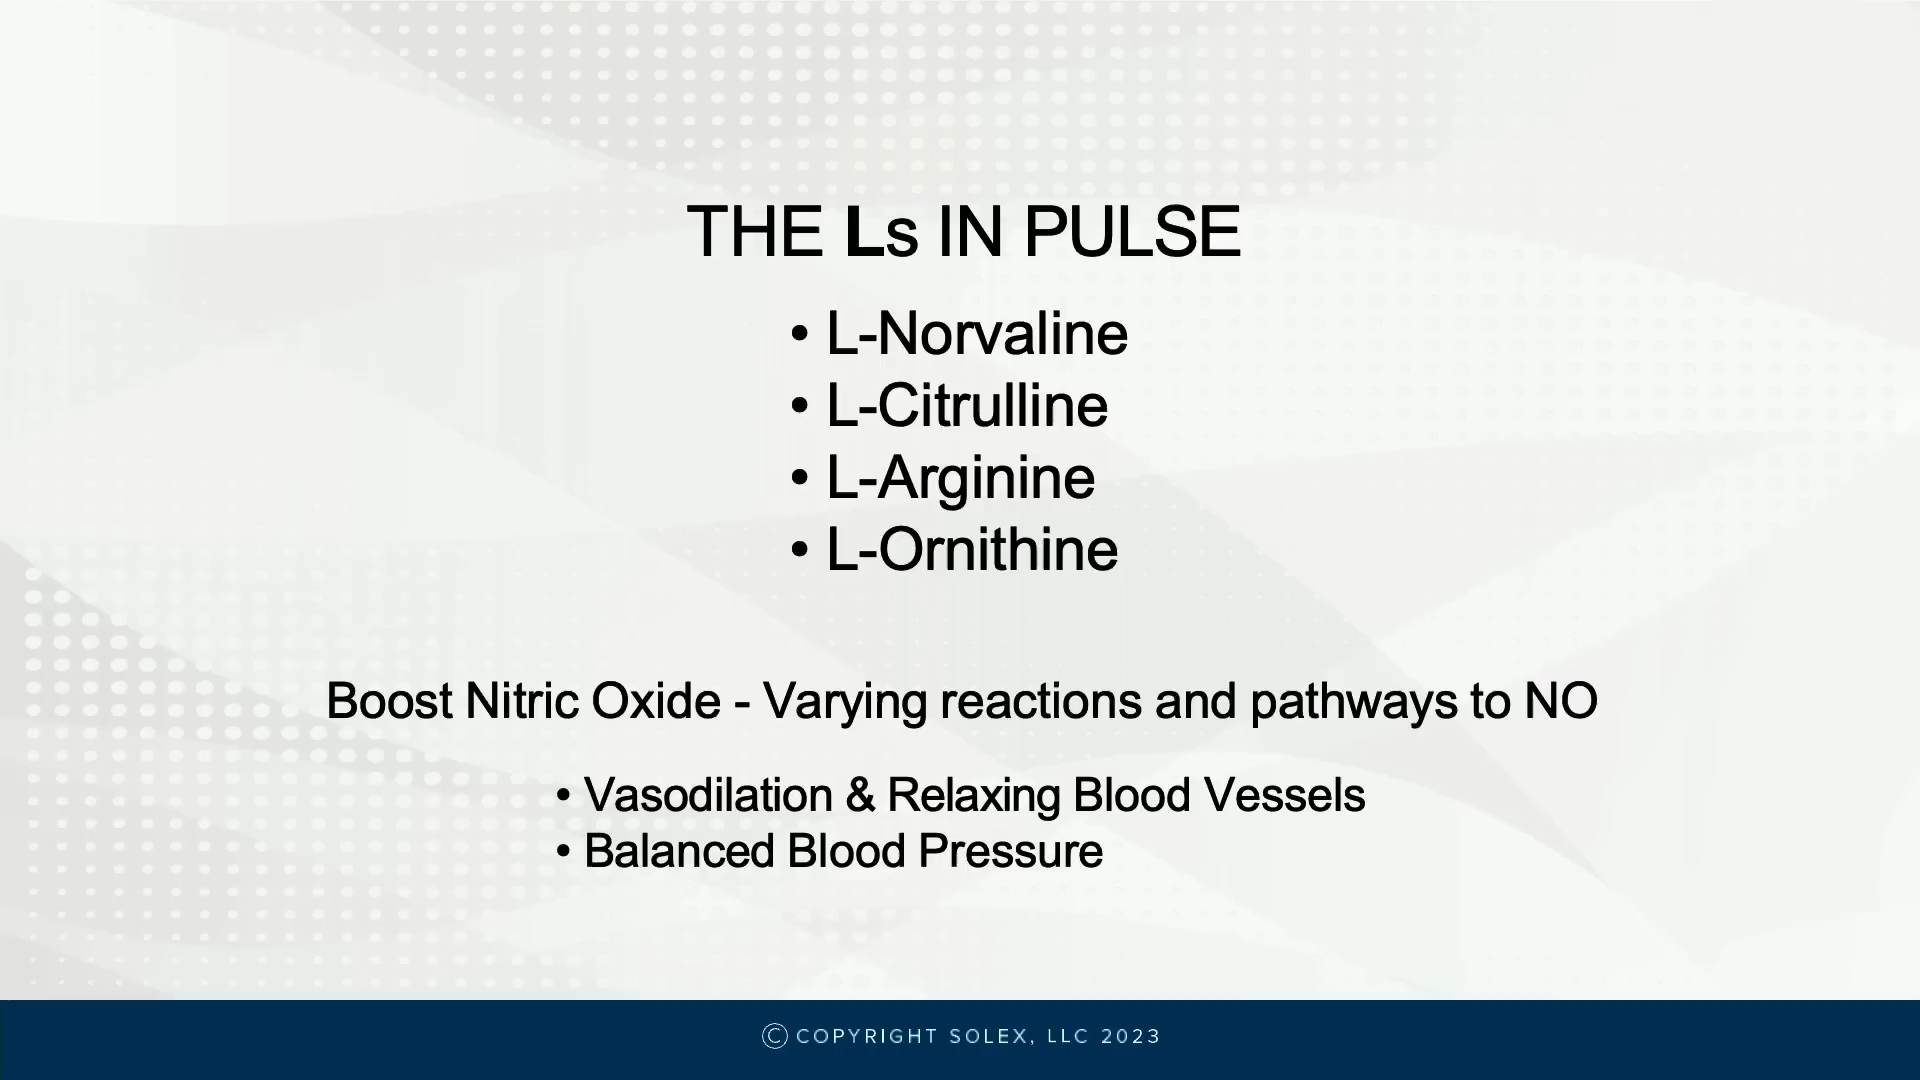 THE Ls IN PULSE
• L-Norvaline
• L-Citrulline
• L-Arginine
• L-Ornithine
Boost Nitric Oxide - Varying reactions and pathways to NO
• Vasodilation & Relaxing Blood Vessels
• Balanced Blood Pressure
© COPYRIGHT SOLEX, LLC 2023